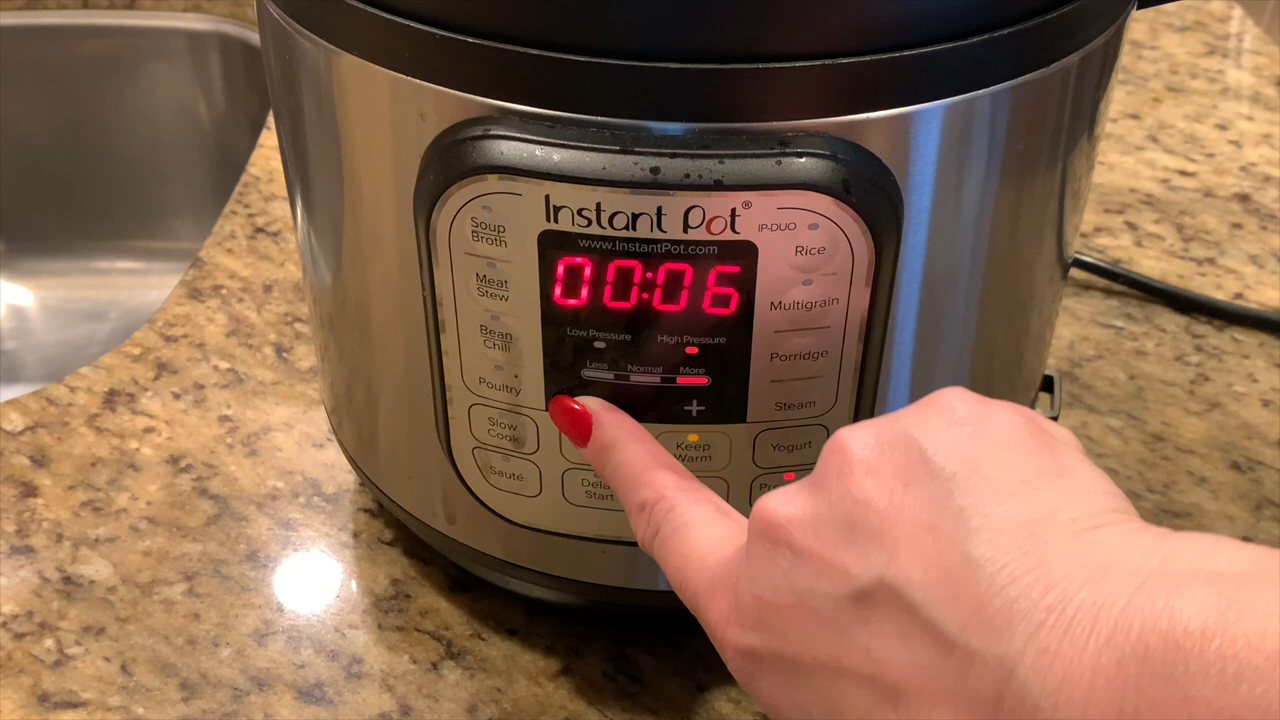 Instant Pot®
IP-DUO
www.InstantPot.com
00:06
Low Pressure
High Pressure
Less
Normal
More
+
Soup
Broth
Meat
Stew
Bean
Chili
Poultry
Slow
Cook
Sauté
Start
Keep
Warm
Rice
Multigrain
Porridge
Steam
Yogurt